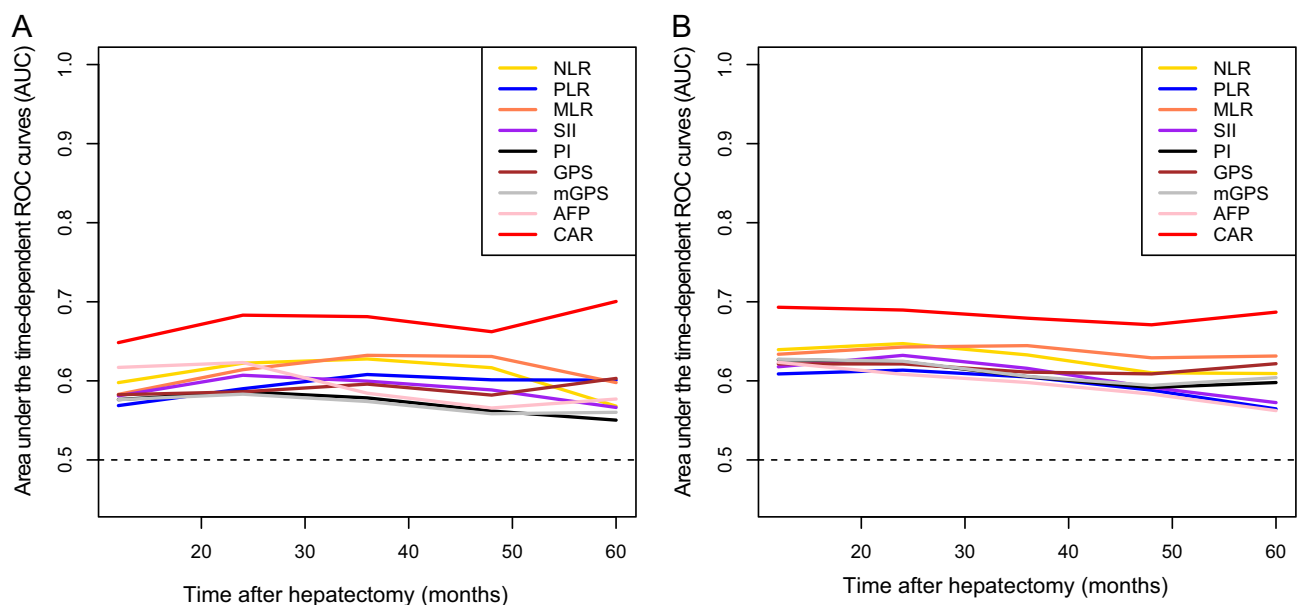 A
Area under the time-dependent ROC curves (AUC)
1.0
0.9
0.8
0.7
0.6
0.5
NLR
PLR
MLR
SII
PI
GPS
mGPS
AFP
CAR
20
30
40
50
60
Time after hepatectomy (months)
B
Area under the time-dependent ROC curves (AUC)
1.0
0.9
0.8
0.7
0.6
0.5
NLR
PLR
MLR
SII
PI
GPS
mGPS
AFP
CAR
20
30
40
50
60
Time after hepatectomy (months)